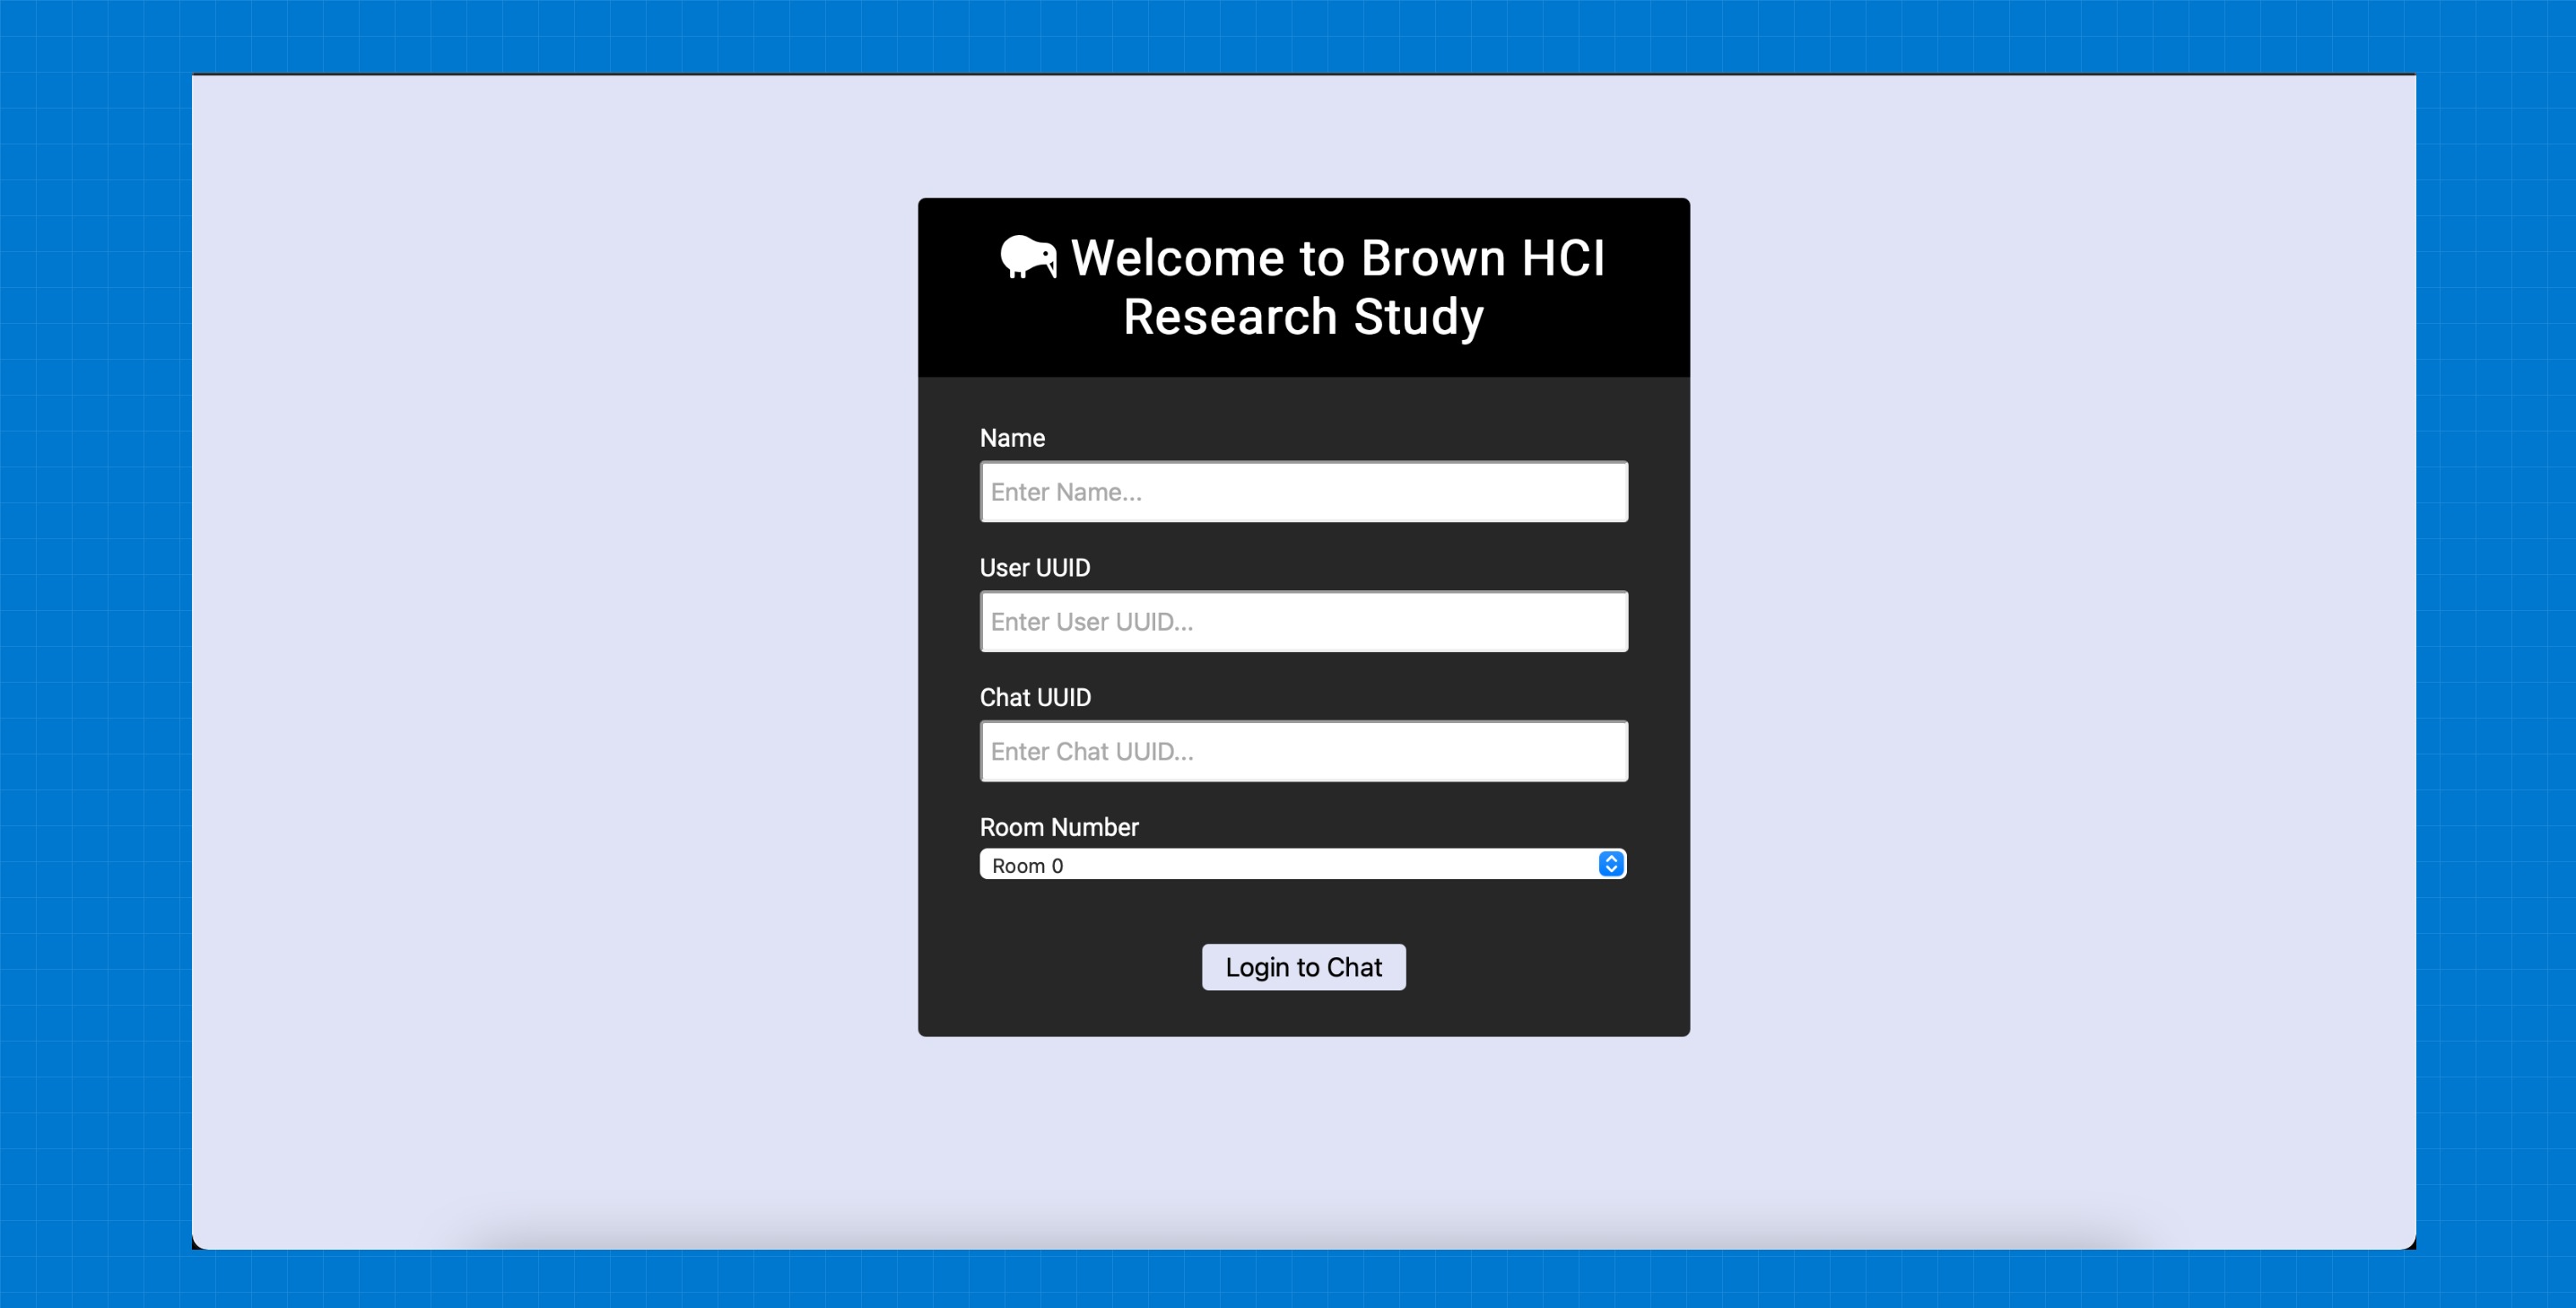 Welcome to Brown HCI
Research Study
Name
Enter Name...
User UUID
Enter User UUID...
Chat UUID
Enter Chat UUID...
Room Number
Room 0
Login to Chat